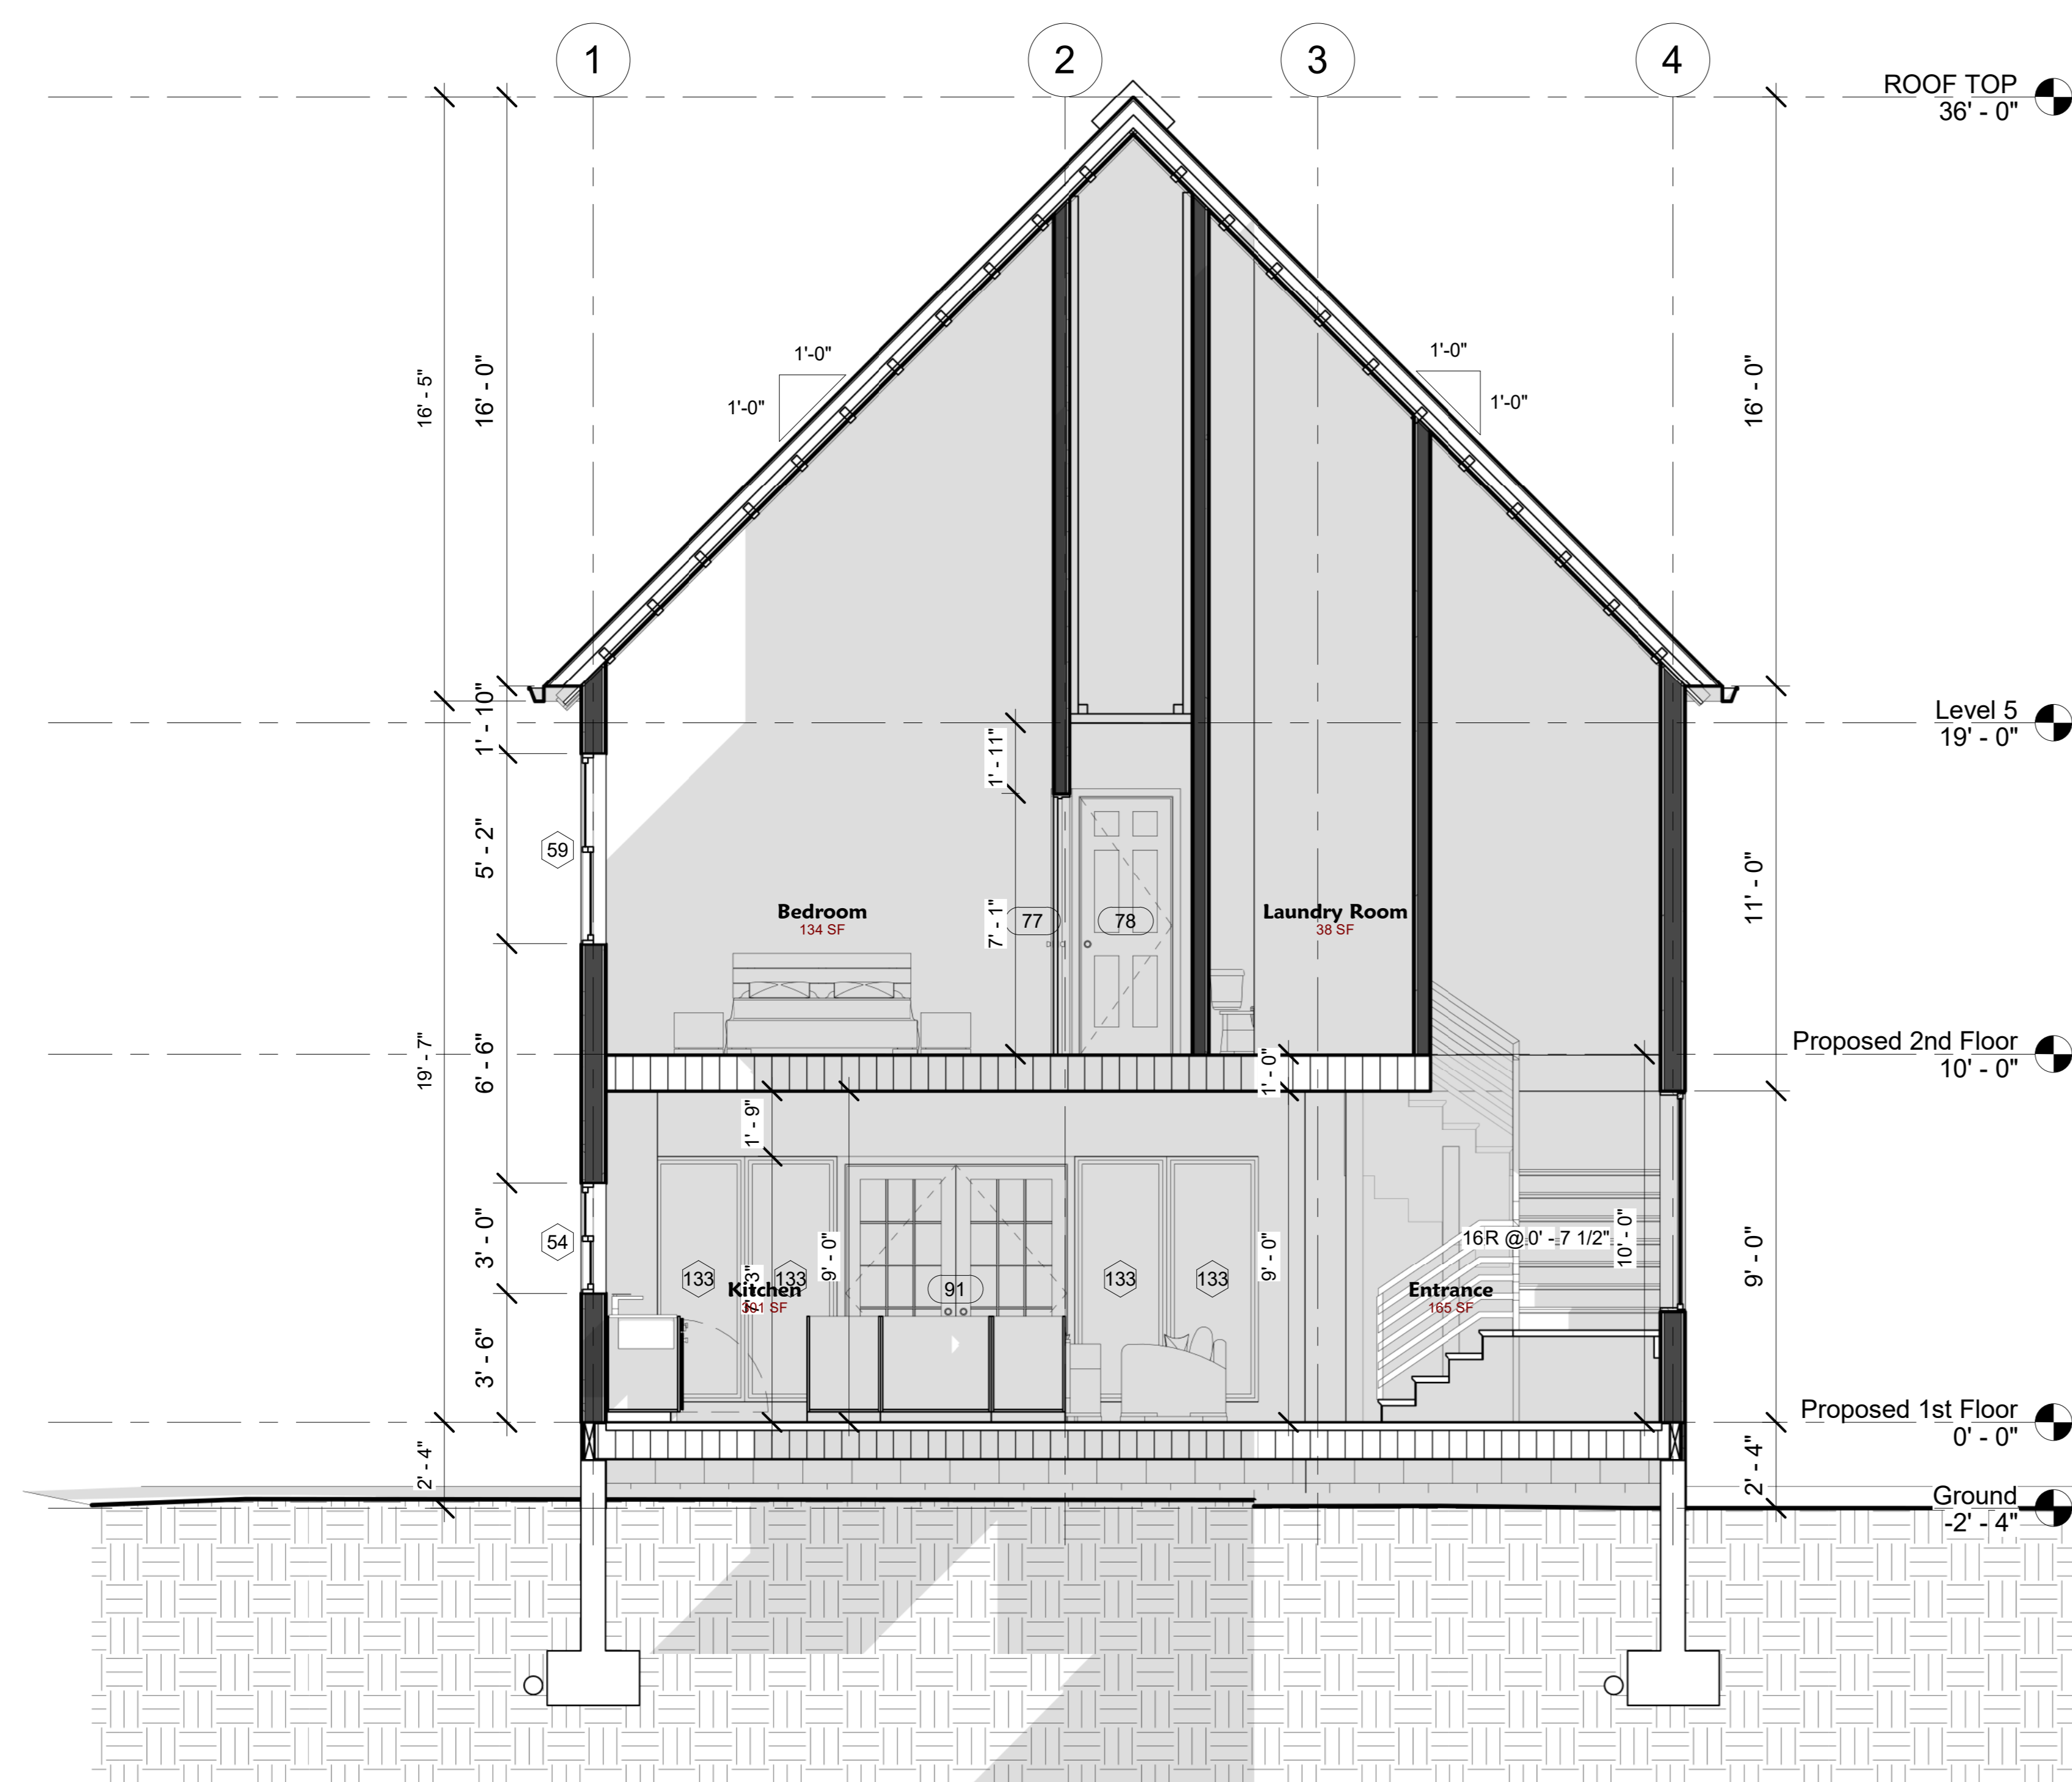 1
2
3
4
ROOF TOP
36' - 0"
1'-0"
1'-0"
1'-0"
1'-0"
16' - 5"
16' - 0"
16' - 0"
1' - 10"
Level 5
19' - 0"
1' - 11"
5' - 2"
59
11' - 0"
Bedroom
134 SF
7' - 1"
77
78
Laundry Room
38 SF
Proposed 2nd Floor
10' - 0"
19' - 7"
6' - 6"
1' - 0"
1' - 9"
3' - 0"
54
133
133
9' - 0"
91
133
133
9' - 0"
16R @ 0' - 7 1/2"
10' - 0"
9' - 0"
Kitchen
301 SF
Entrance
165 SF
3' - 6"
Proposed 1st Floor
0' - 0"
2' - 4"
2' - 4"
Ground
-2' - 4"